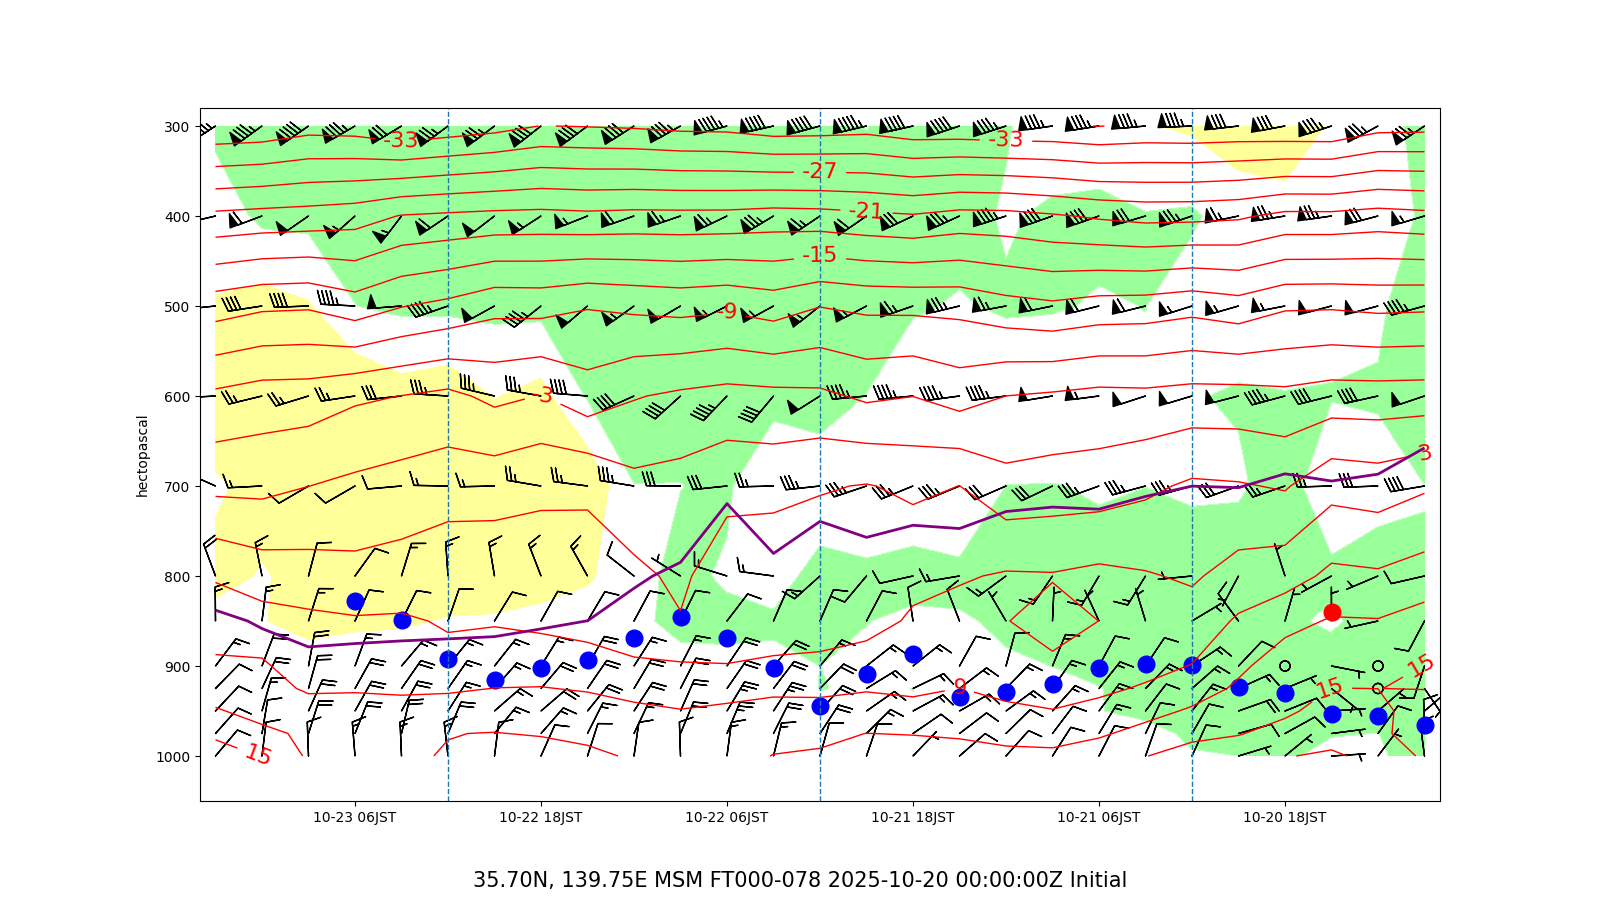 300
400
500
600
700
800
900
1000
hectopascal
-33
-33
-27
-21
-15
-9
3
3
9
15
15
15
10-23 06JST
10-22 18JST
10-22 06JST
10-21 18JST
10-21 06JST
10-20 18JST
35.70N, 139.75E MSM FT000-078 2025-10-20 00:00:00Z Initial